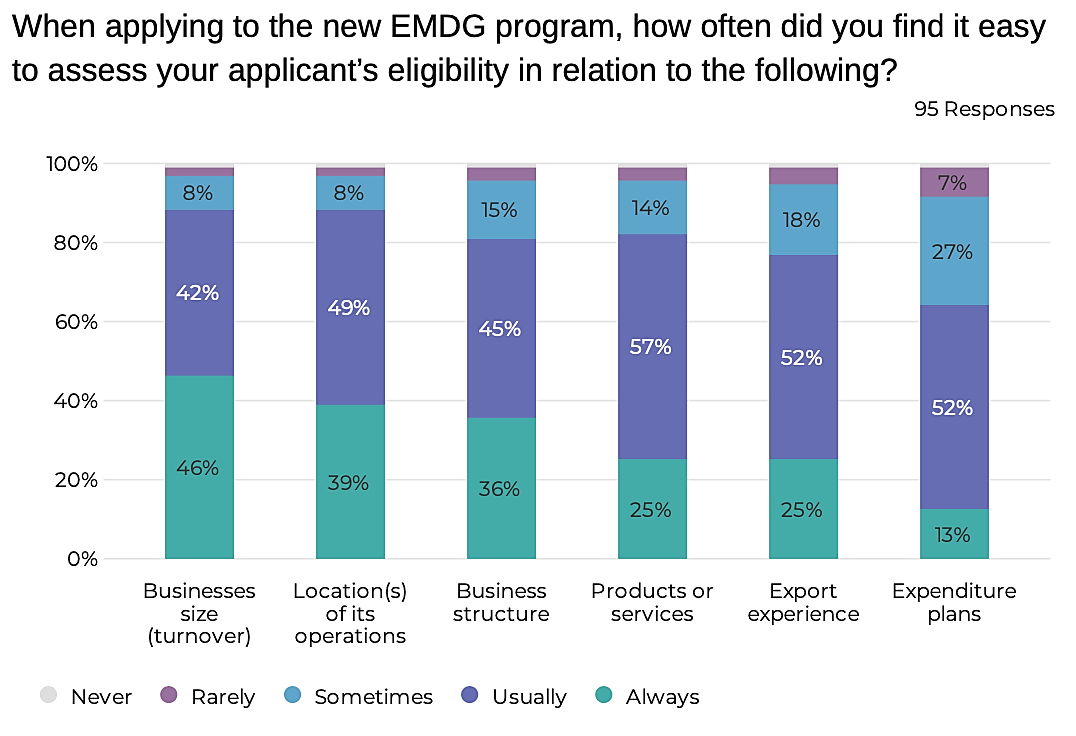 When applying to the new EMDG program, how often did you find it easy
to assess your applicant’s eligibility in relation to the following?
95 Responses
100%
80%
60%
40%
20%
0%
8%
42%
46%
8%
49%
39%
15%
45%
36%
14%
57%
25%
18%
52%
25%
7%
27%
52%
13%
Businesses
size
(turnover)
Location(s)
of its
operations
Business
structure
Products or
services
Export
experience
Expenditure
plans
Never
Rarely
Sometimes
Usually
Always